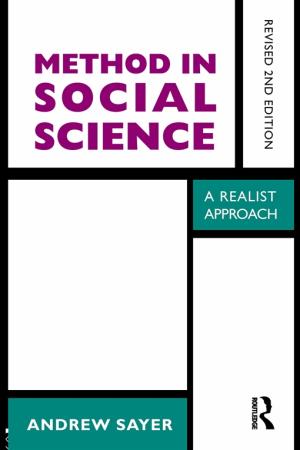 METHOD IN
SOCIAL
SCIENCE
REVISED 2ND EDITION
A REALIST
APPROACH
ANDREW SAYER
ROUTLEDGE